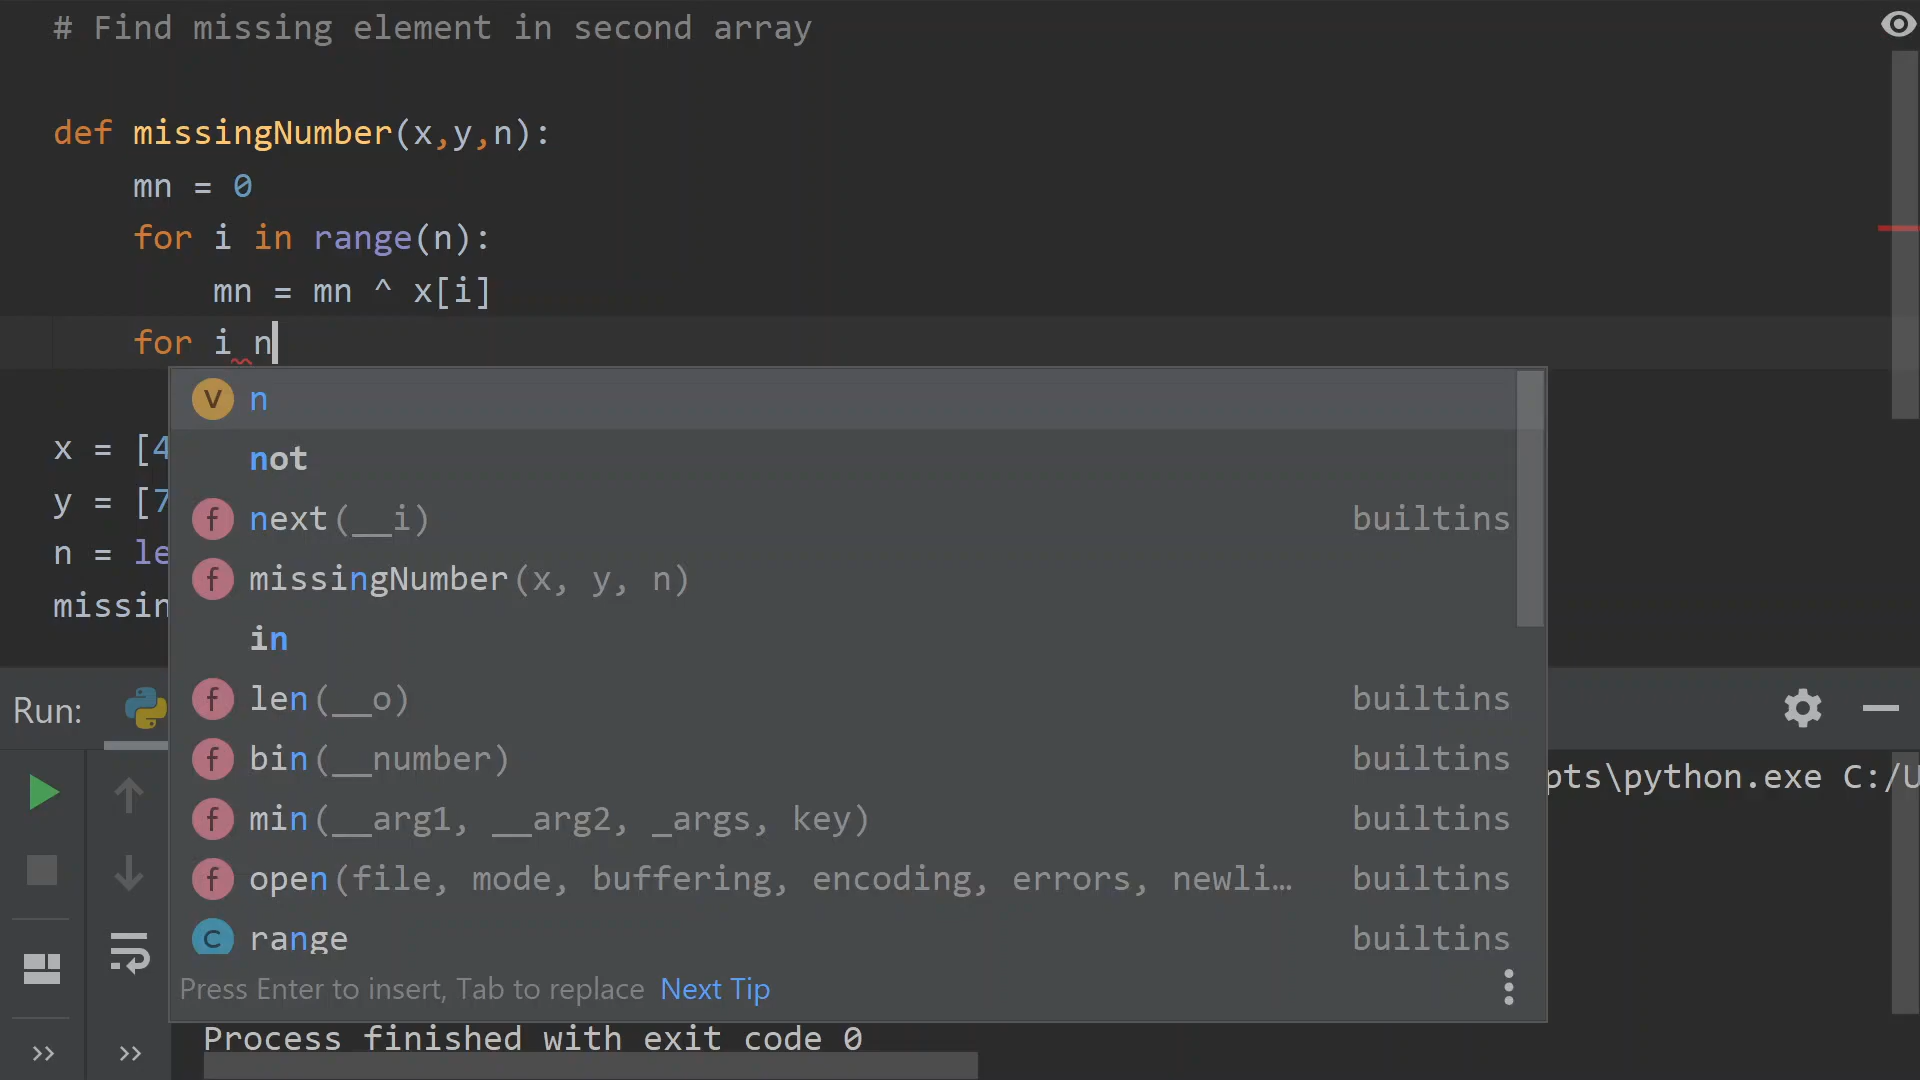 # Find missing element in second array
def missingNumber(x,y,n):
mn = 0
for i in range(n):
mn = mn ^ x[i]
for i n
V n
not
f next(__i) builtins
f missingNumber(x, y, n)
in
f len(__o) builtins
f bin(__number) builtins
f min(__arg1, __arg2, _args, key) builtins
f open(file, mode, buffering, encoding, errors, newli… builtins
C range builtins
Press Enter to insert, Tab to replace Next Tip
x = [4
y = [7
n = le
missin
Run:
pts\python.exe C:/U
Process finished with exit code 0